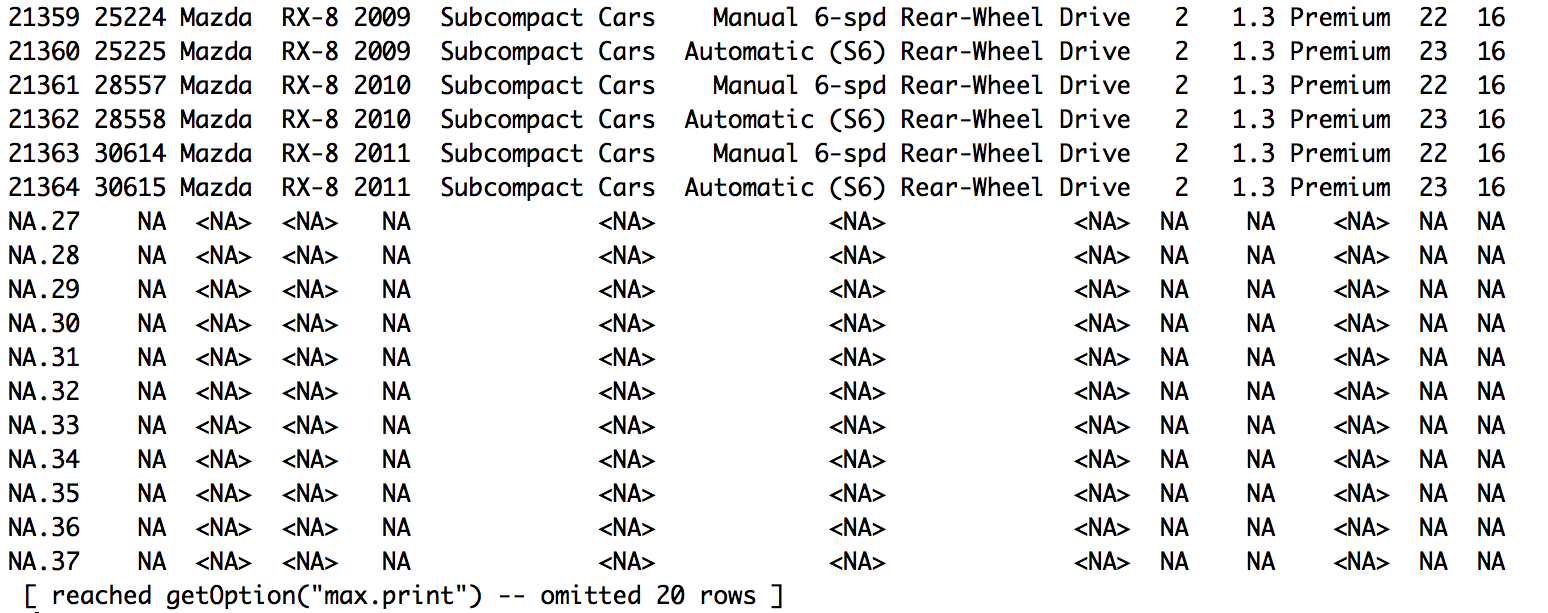 21359 25224 Mazda  RX-8 2009  Subcompact Cars    Manual 6-spd Rear-Wheel Drive   2   1.3 Premium  22  16
21360 25225 Mazda  RX-8 2009  Subcompact Cars  Automatic (S6) Rear-Wheel Drive   2   1.3 Premium  23  16
21361 28557 Mazda  RX-8 2010  Subcompact Cars    Manual 6-spd Rear-Wheel Drive   2   1.3 Premium  22  16
21362 28558 Mazda  RX-8 2010  Subcompact Cars  Automatic (S6) Rear-Wheel Drive   2   1.3 Premium  23  16
21363 30614 Mazda  RX-8 2011  Subcompact Cars    Manual 6-spd Rear-Wheel Drive   2   1.3 Premium  22  16
21364 30615 Mazda  RX-8 2011  Subcompact Cars  Automatic (S6) Rear-Wheel Drive   2   1.3 Premium  23  16
NA.27    NA  <NA>  <NA>   NA             <NA>            <NA>             <NA>  NA    NA    <NA>  NA  NA
NA.28    NA  <NA>  <NA>   NA             <NA>            <NA>             <NA>  NA    NA    <NA>  NA  NA
NA.29    NA  <NA>  <NA>   NA             <NA>            <NA>             <NA>  NA    NA    <NA>  NA  NA
NA.30    NA  <NA>  <NA>   NA             <NA>            <NA>             <NA>  NA    NA    <NA>  NA  NA
NA.31    NA  <NA>  <NA>   NA             <NA>            <NA>             <NA>  NA    NA    <NA>  NA  NA
NA.32    NA  <NA>  <NA>   NA             <NA>            <NA>             <NA>  NA    NA    <NA>  NA  NA
NA.33    NA  <NA>  <NA>   NA             <NA>            <NA>             <NA>  NA    NA    <NA>  NA  NA
NA.34    NA  <NA>  <NA>   NA             <NA>            <NA>             <NA>  NA    NA    <NA>  NA  NA
NA.35    NA  <NA>  <NA>   NA             <NA>            <NA>             <NA>  NA    NA    <NA>  NA  NA
NA.36    NA  <NA>  <NA>   NA             <NA>            <NA>             <NA>  NA    NA    <NA>  NA  NA
NA.37    NA  <NA>  <NA>   NA             <NA>            <NA>             <NA>  NA    NA    <NA>  NA  NA
 [ reached getOption("max.print") -- omitted 20 rows ]